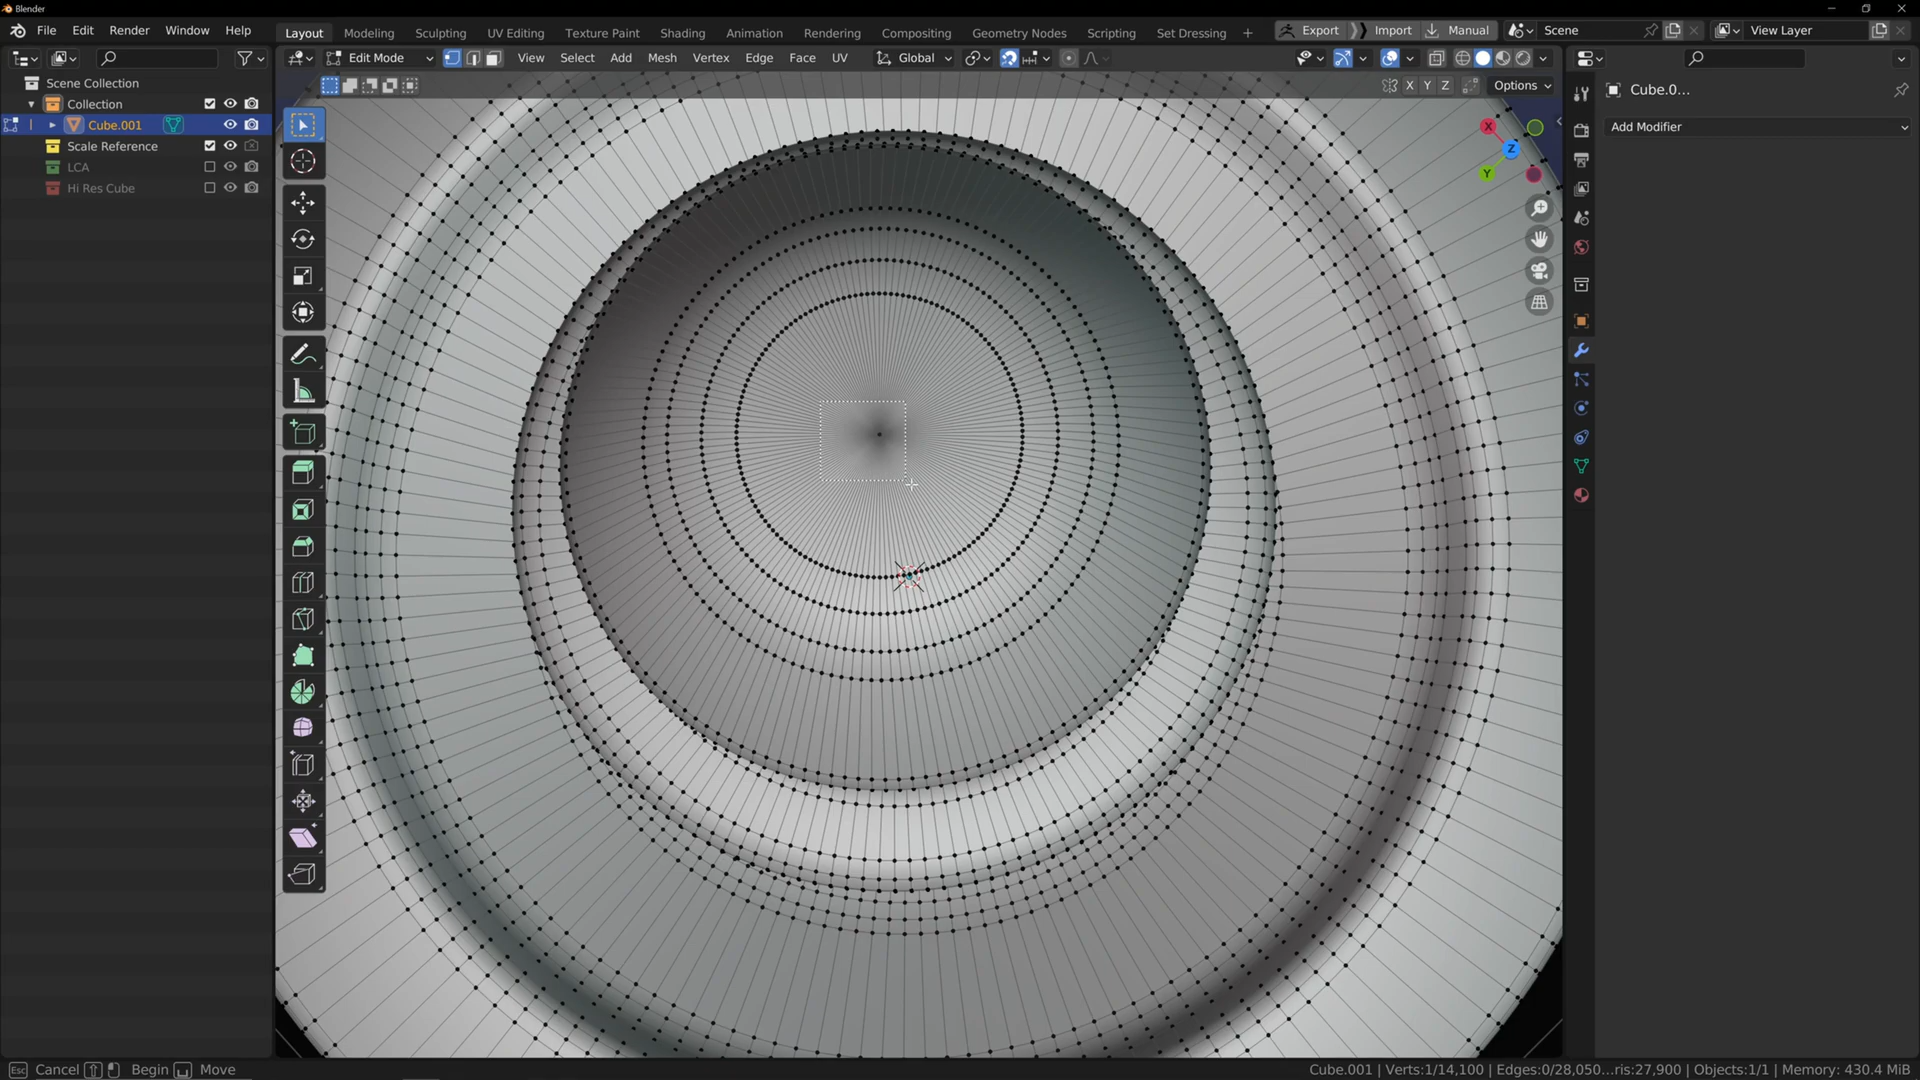 Blender
File Edit Render Window Help
Layout Modeling Sculpting UV Editing Texture Paint Shading Animation Rendering Compositing Geometry Nodes Scripting Set Dressing +
Export Import Manual Scene View Layer
Edit Mode View Select Add Mesh Vertex Edge Face UV Global
X Y Z Options
Scene Collection
Collection
Cube.001
Scale Reference
LCA
Hi Res Cube
X
Z
Y
Cube.0...
Add Modifier
Esc Cancel Begin Move
Cube.001 | Verts:1/14,100 | Edges:0/28,050...ris:27,900 | Objects:1/1 | Memory: 430.4 MiB